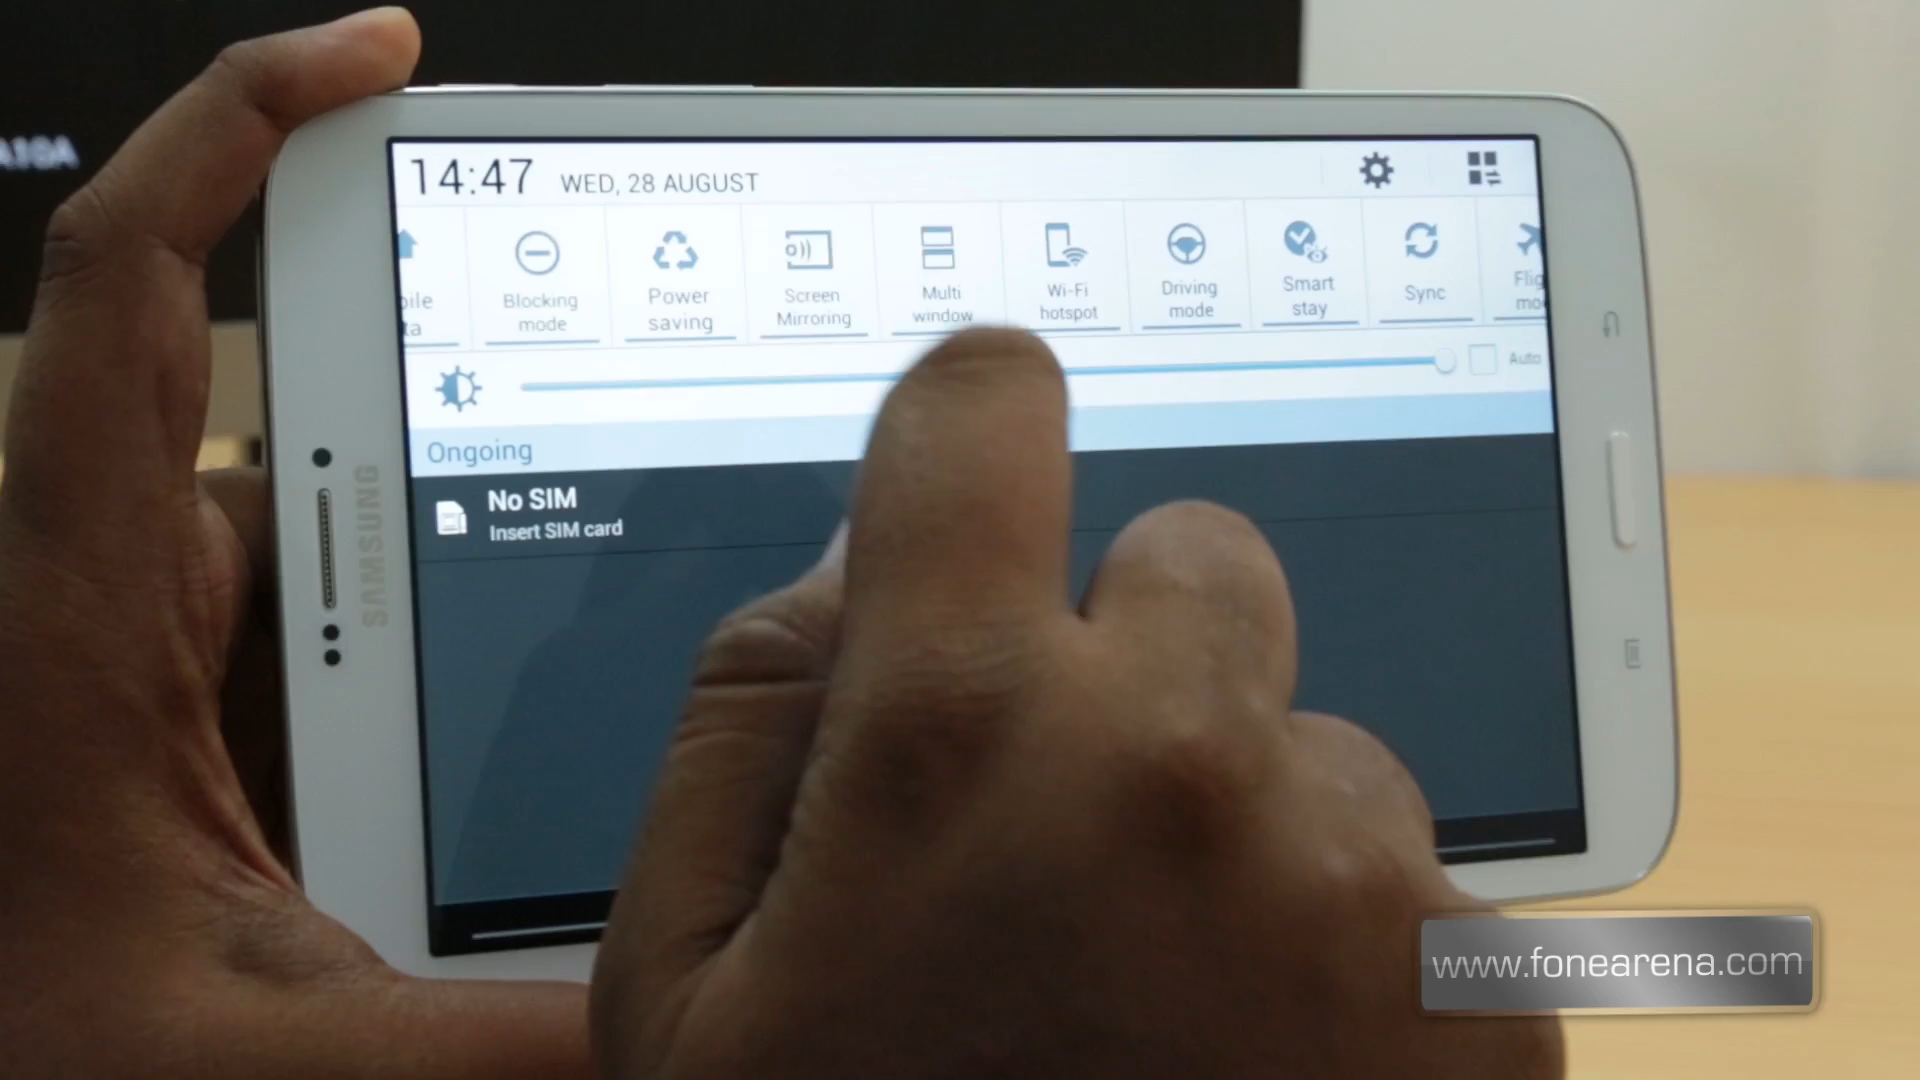 A10A
14:47 WED, 28 AUGUST
Blocking
mode
Power
saving
Screen
Mirroring
Multi
window
Wi-Fi
hotspot
Driving
mode
Smart
stay
Sync
Auto
Ongoing
No SIM
Insert SIM card
SAMSUNG
www.fonearena.com